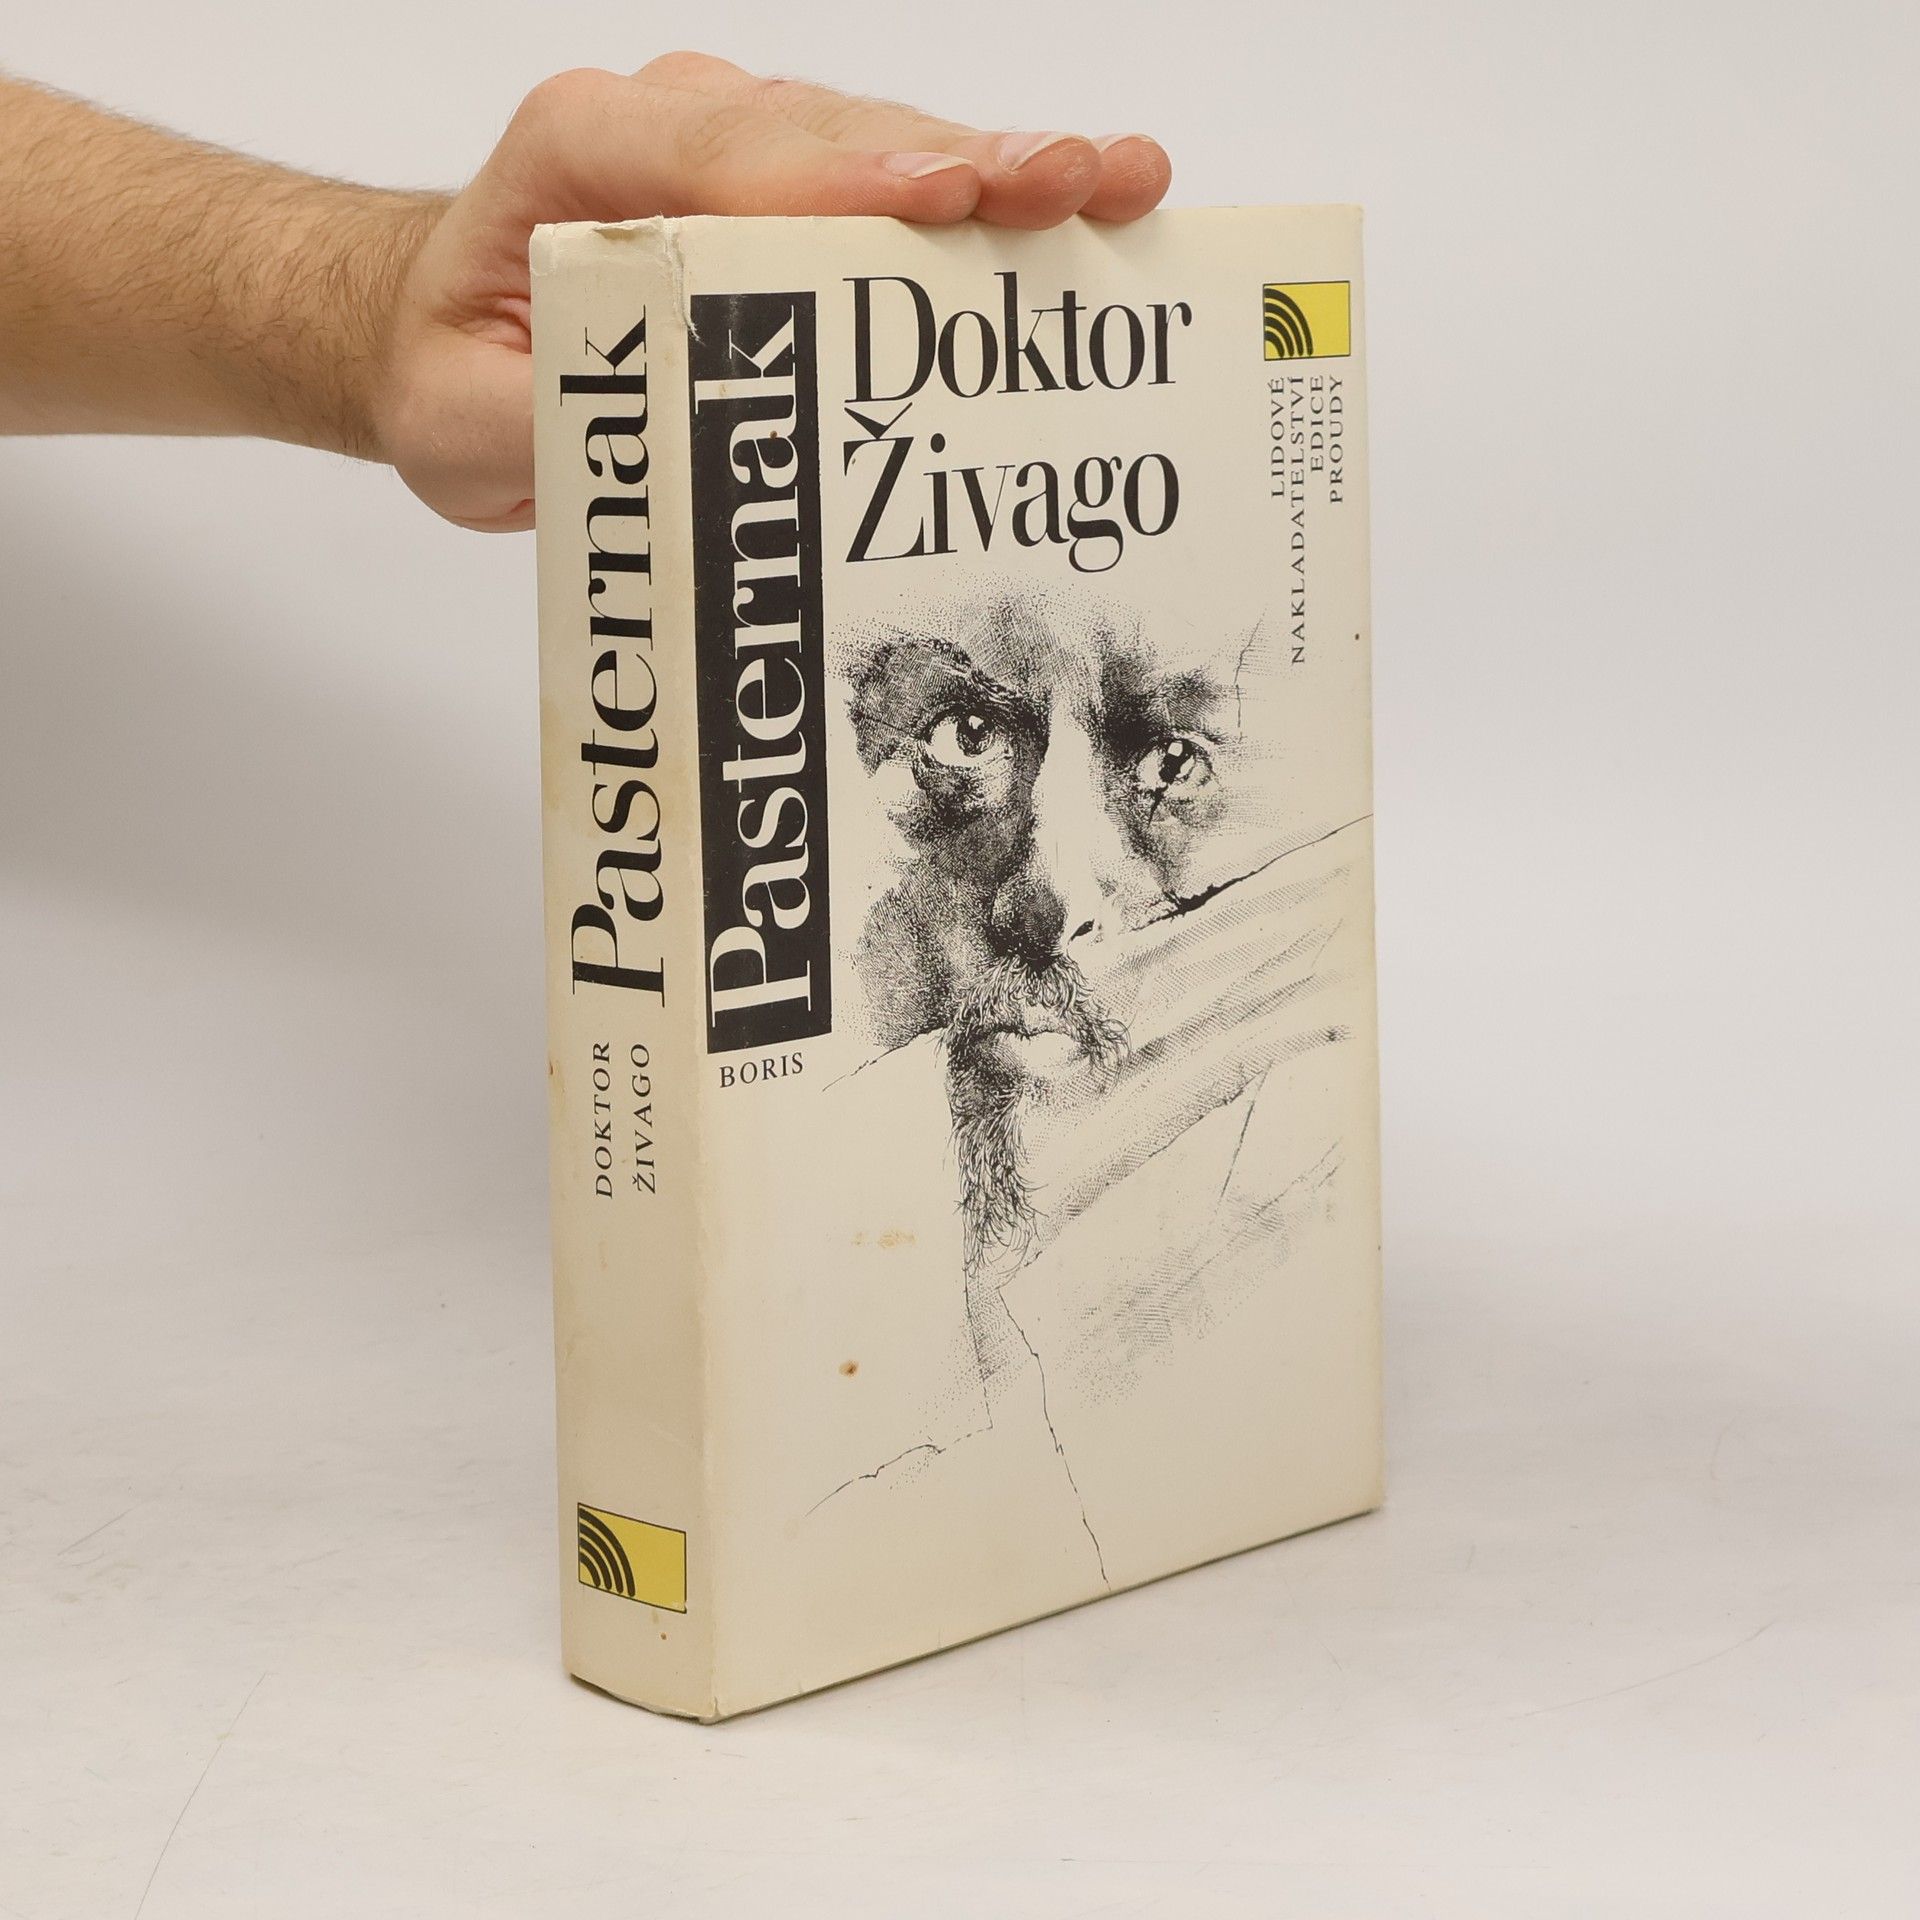 Pasternak
DOKTOR
ŽIVAGO
Pasternak
BORIS
Doktor
Živago
LIDOVÉ
NAKLADATELSTVÍ
EDICE
PROUDY